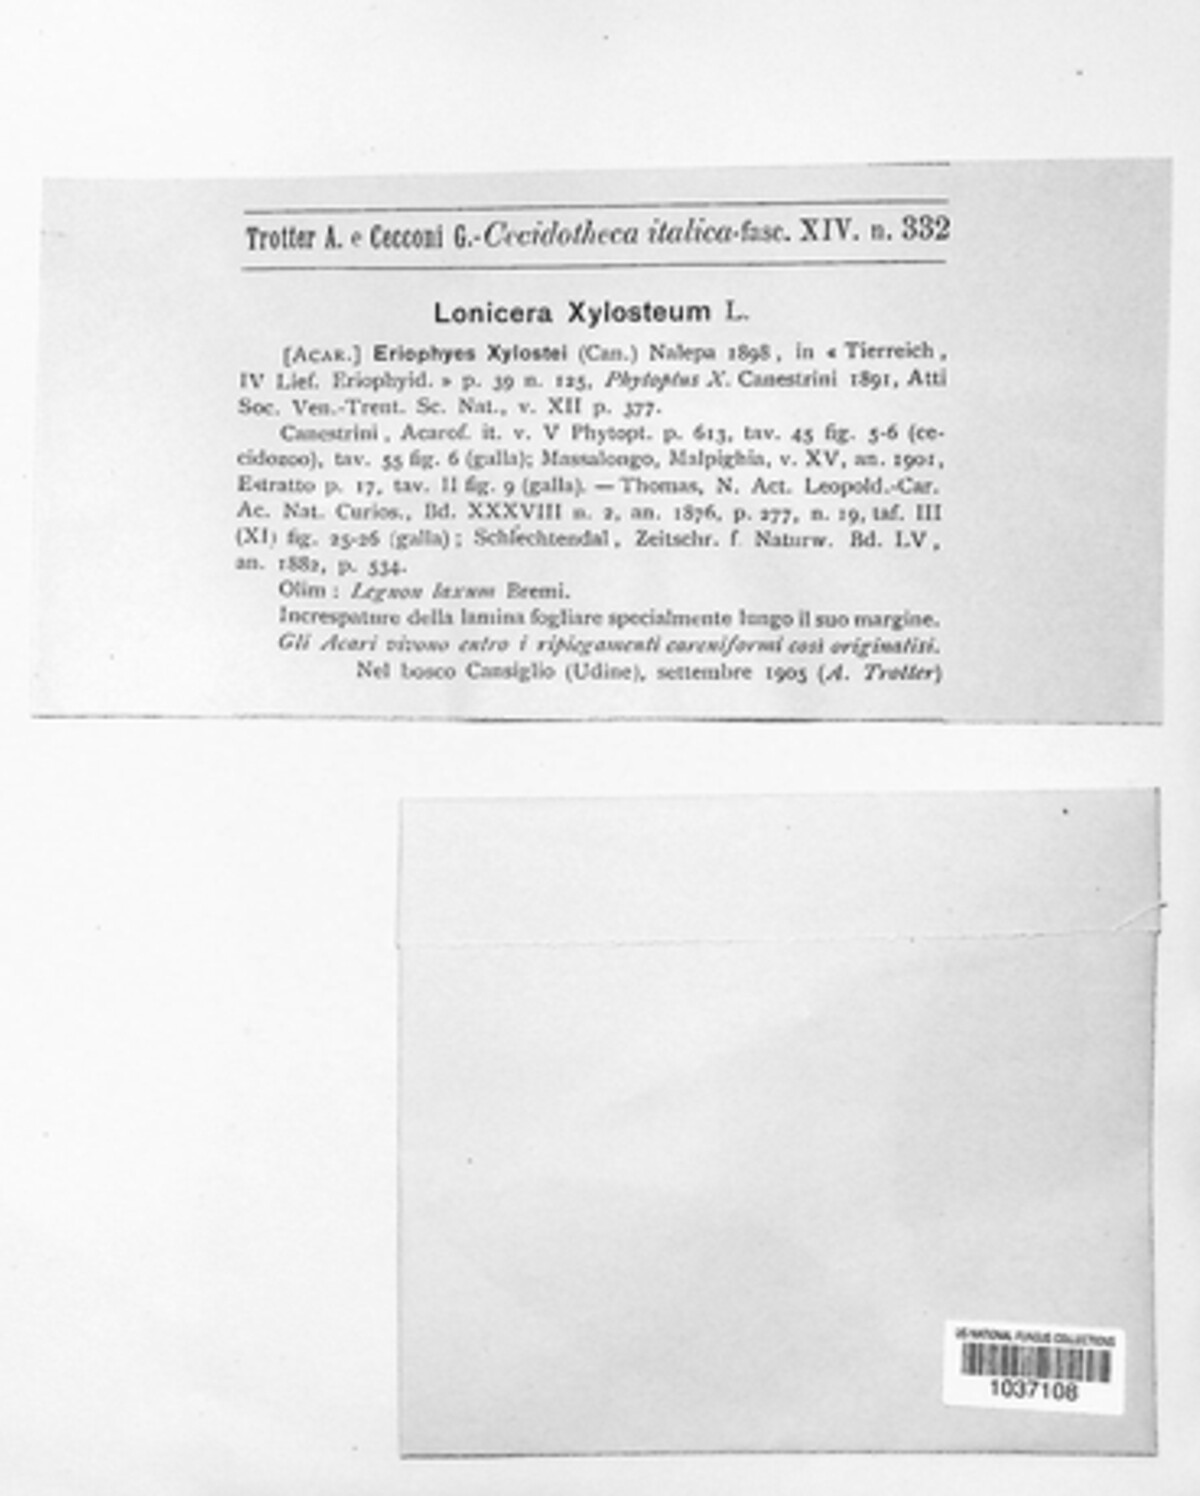 Trotter A. e Cecconi G.-Cecidotheca italica-fasc. XIV. n. 332
Lonicera Xylosteum L.
[ACAR.] Eriophyes Xylostei (Can.) Nalepa 1898, in « Tierreich,
IV Lief. Eriophyid. » p. 39 n. 125, Phytoptus X. Canestrini 1891, Atti
Soc. Ven.-Trent. Sc. Nat., v. XII p. 377.
Canestrini, Acarof. it. v. V Phytopt. p. 613, tav. 45 fig. 5-6 (ce-
cidozoo), tav. 55 fig. 6 (galla); Massalongo, Malpighia, v. XV, an. 1901,
Estratto p. 17, tav. II fig. 9 (galla). — Thomas, N. Act. Leopold.-Car.
Ac. Nat. Curios., Bd. XXXVIII n. 2, an. 1876, p. 277, n. 19, taf. III
(XI) fig. 25-26 (galla); Schlechtendal, Zeitschr. f. Naturw. Bd. LV,
an. 1882, p. 534.
Olim: Legnon laxum Bremi.
Increspature della lamina fogliare specialmente lungo il suo margine.
Gli Acari vivono entro i ripiegamenti careniformi così originatisi.
Nel bosco Cansiglio (Udine), settembre 1905 (A. Trotter)
US NATIONAL FUNGUS COLLECTIONS
1037108